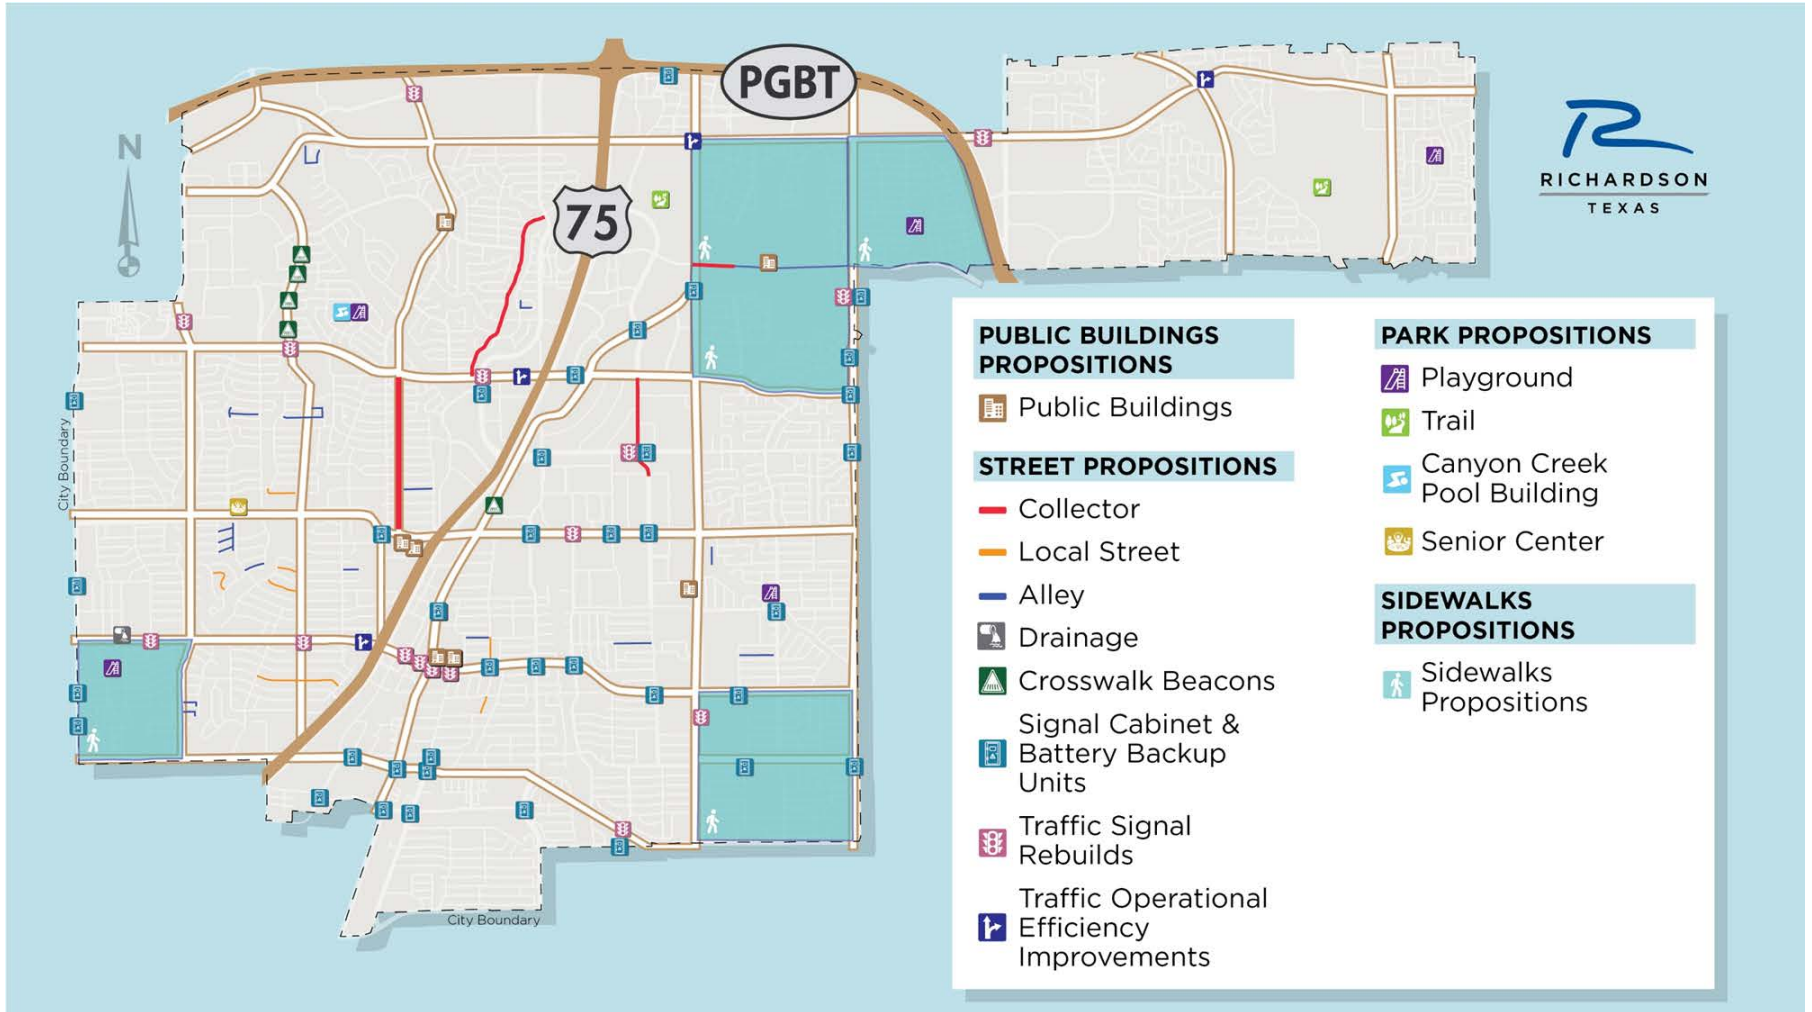 PGBT
N
75
RICHARDSON
TEXAS
City Boundary
City Boundary
PUBLIC BUILDINGS
PROPOSITIONS
Public Buildings
STREET PROPOSITIONS
Collector
Local Street
Alley
Drainage
Crosswalk Beacons
Signal Cabinet &
Battery Backup
Units
Traffic Signal
Rebuilds
Traffic Operational
Efficiency
Improvements
PARK PROPOSITIONS
Playground
Trail
Canyon Creek
Pool Building
Senior Center
SIDEWALKS
PROPOSITIONS
Sidewalks
Propositions